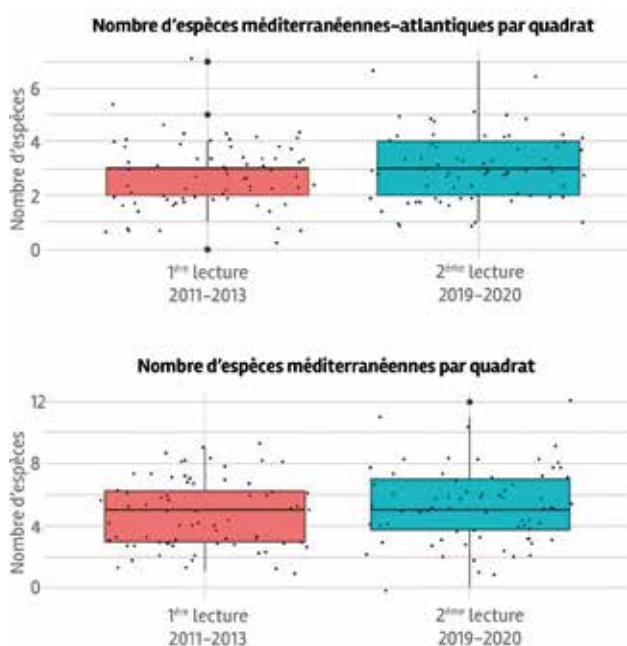 Nombre d'espèces méditerranéennes-atlantiques par quadrat
Nombre d'espèces
6
4
2
0
1ère lecture
2011-2013
2ème lecture
2019-2020
Nombre d'espèces méditerranéennes par quadrat
Nombre d'espèces
12
8
4
0
1ère lecture
2011-2013
2ème lecture
2019-2020